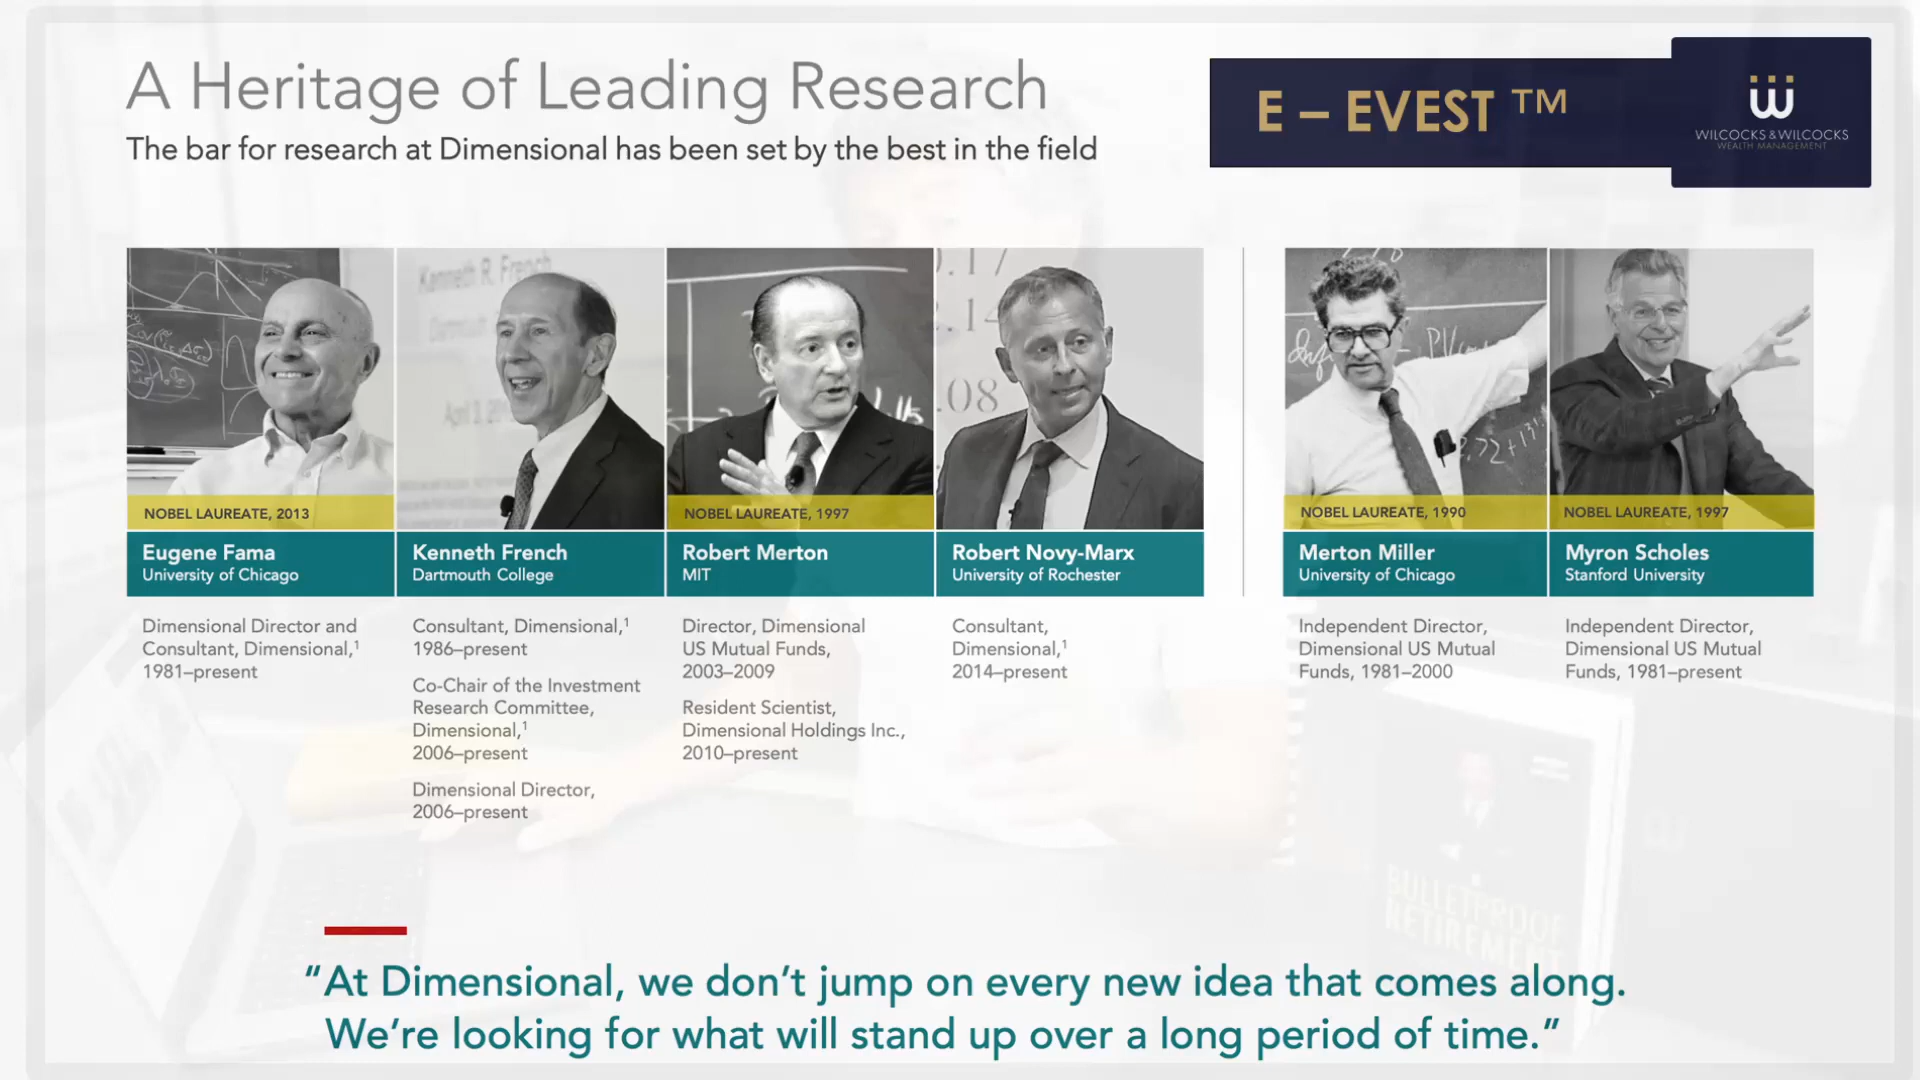 A Heritage of Leading Research
The bar for research at Dimensional has been set by the best in the field
E – EVEST ™
WILCOCKS & WILCOCKS
WEALTH MANAGEMENT
Kenneth R. French
NOBEL LAUREATE, 2013
Eugene Fama
University of Chicago
Dimensional Director and
Consultant, Dimensional,¹
1981–present
Kenneth French
Dartmouth College
Consultant, Dimensional,¹
1986–present
Co-Chair of the Investment
Research Committee,
Dimensional,¹
2006–present
Dimensional Director,
2006–present
NOBEL LAUREATE, 1997
Robert Merton
MIT
Director, Dimensional
US Mutual Funds,
2003–2009
Resident Scientist,
Dimensional Holdings Inc.,
2010–present
.08
Robert Novy-Marx
University of Rochester
Consultant,
Dimensional,¹
2014–present
NOBEL LAUREATE, 1990
Merton Miller
University of Chicago
Independent Director,
Dimensional US Mutual
Funds, 1981–2000
NOBEL LAUREATE, 1997
Myron Scholes
Stanford University
Independent Director,
Dimensional US Mutual
Funds, 1981–present
BULLETPROOF
RETIREMENT
“At Dimensional, we don’t jump on every new idea that comes along.
We’re looking for what will stand up over a long period of time.”